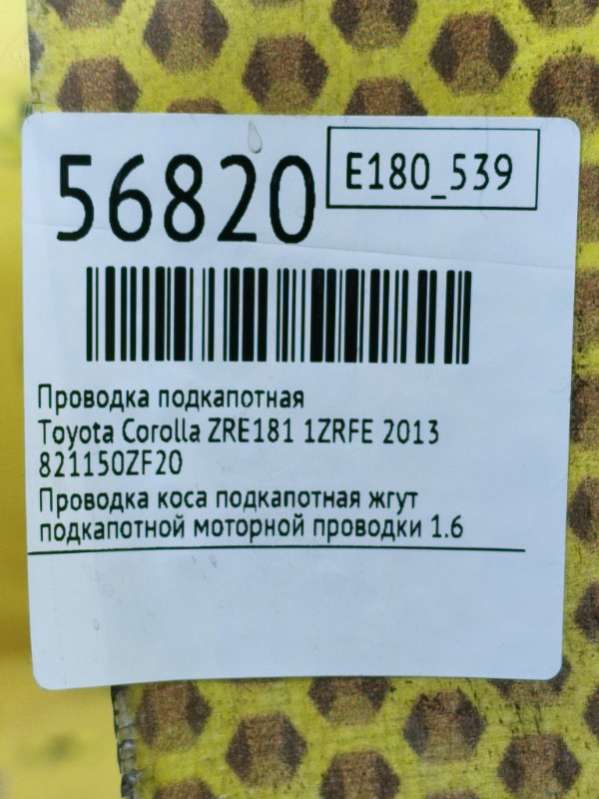 56820
E180_539
Проводка подкапотная
Toyota Corolla ZRE181 1ZRFE 2013
821150ZF20
Проводка коса подкапотная жгут
подкапотной моторной проводки 1.6